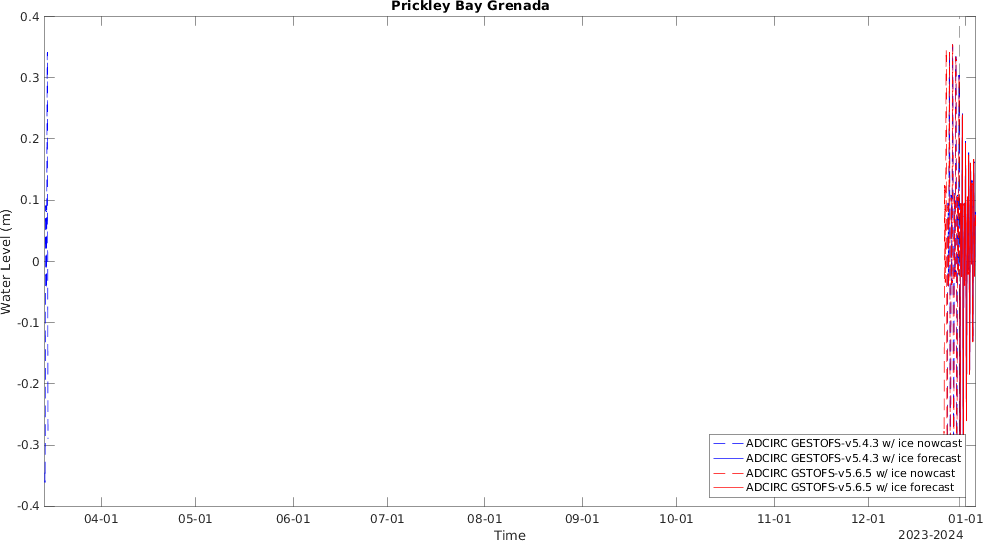 Prickley Bay Grenada
0.4
0.3
0.2
0.1
0
-0.1
-0.2
-0.3
-0.4
Water Level (m)
04-01 05-01 06-01 07-01 08-01 09-01 10-01 11-01 12-01 01-01
Time
2023-2024
ADCIRC GESTOFS-v5.4.3 w/ ice nowcast
ADCIRC GESTOFS-v5.4.3 w/ ice forecast
ADCIRC GSTOFS-v5.6.5 w/ ice nowcast
ADCIRC GSTOFS-v5.6.5 w/ ice forecast